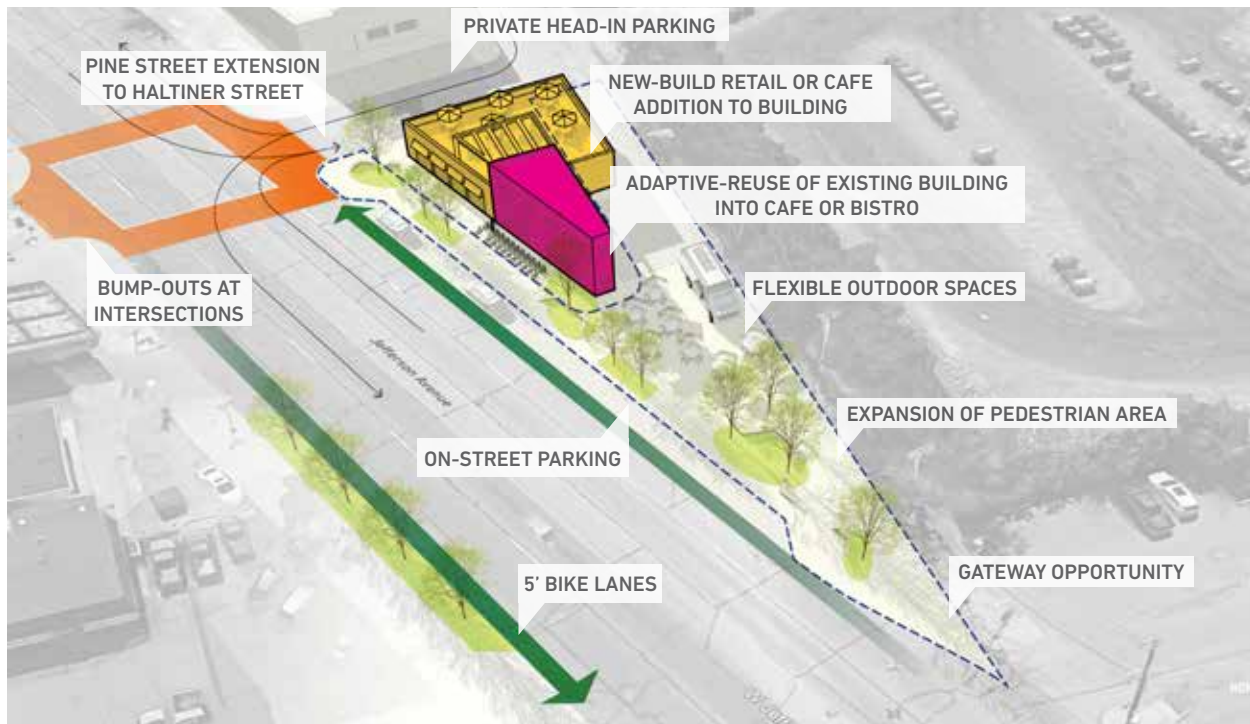 PRIVATE HEAD-IN PARKING
PINE STREET EXTENSION
TO HALTINER STREET
NEW-BUILD RETAIL OR CAFE
ADDITION TO BUILDING
ADAPTIVE-REUSE OF EXISTING BUILDING
INTO CAFE OR BISTRO
BUMP-OUTS AT
INTERSECTIONS
FLEXIBLE OUTDOOR SPACES
Jefferson Avenue
EXPANSION OF PEDESTRIAN AREA
ON-STREET PARKING
5' BIKE LANES
GATEWAY OPPORTUNITY